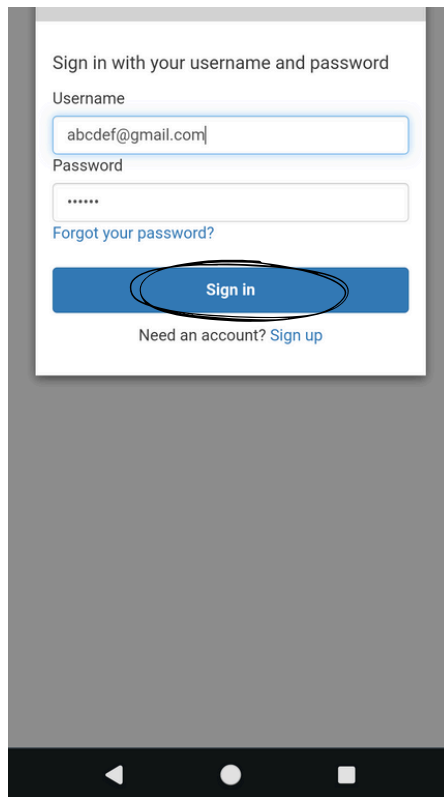 Sign in with your username and password
Username
abcdef@gmail.com
Password
••••••
Forgot your password?
Sign in
Need an account? Sign up